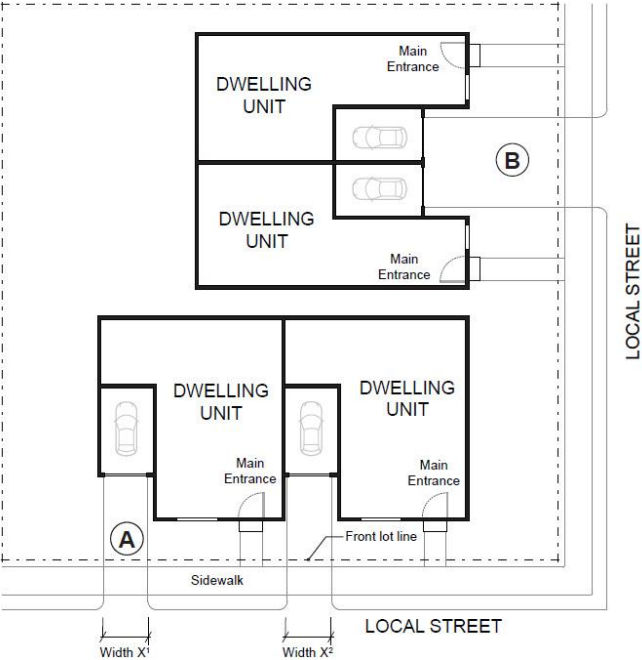 Main
Entrance
DWELLING
UNIT
B
DWELLING
UNIT
Main
Entrance
LOCAL STREET
DWELLING
UNIT
DWELLING
UNIT
Main
Entrance
Main
Entrance
A
Front lot line
Sidewalk
LOCAL STREET
Width X¹
Width X²